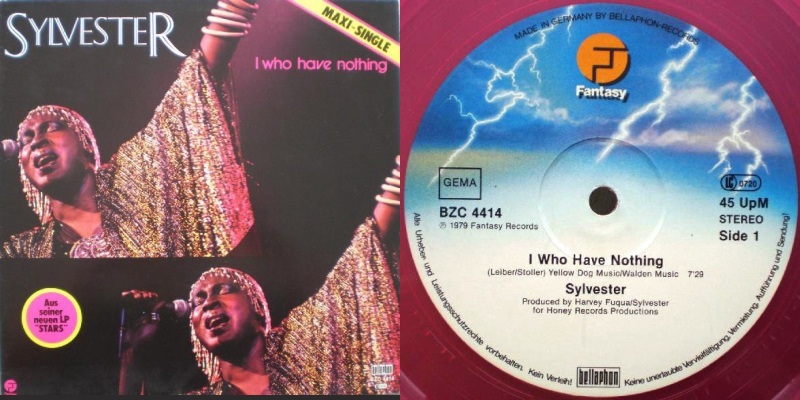 SYLVESTER
MAXI-SINGLE
I who have nothing
Aus
seiner
neuen LP
"STARS"
bellaphon
MADE IN GERMANY BY BELLAPHON-RECORDS
Fantasy
GEMA
LC 0720
BZC 4414
℗ 1979 Fantasy Records
45 UpM
STEREO
Side 1
I Who Have Nothing
(Leiber/Stoller) Yellow Dog Music/Walden Music 7'29
Sylvester
Produced by Harvey Fuqua/Sylvester
for Honey Records Productions
Alle Urheber- und Leistungsschutzrechte vorbehalten. Kein Verleih! Keine unerlaubte Vervielfältigung, Vermietung, Aufführung und Sendung!
bellaphon